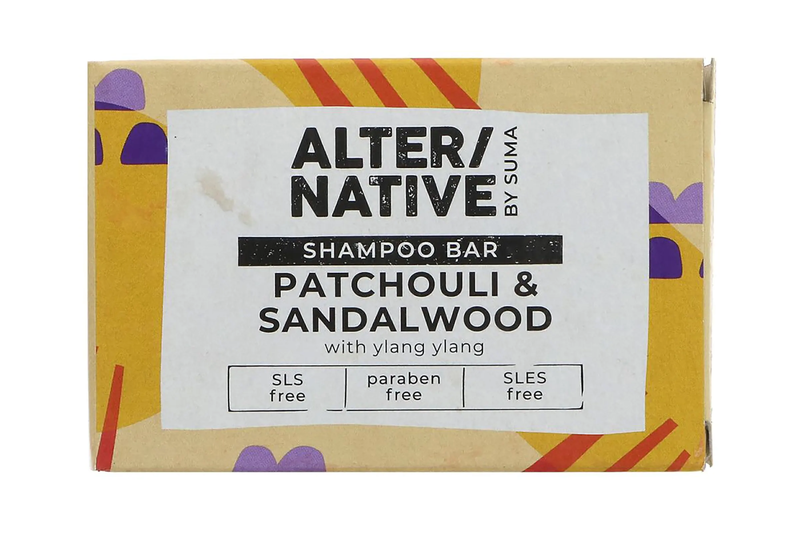 ALTER/
NATIVE
BY SUMA
SHAMPOO BAR
PATCHOULI &
SANDALWOOD
with ylang ylang
SLS
free
paraben
free
SLES
free